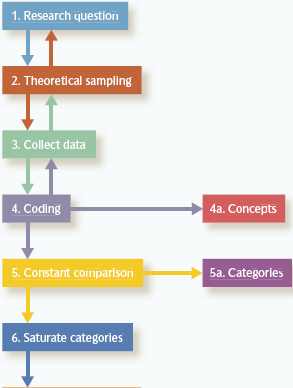 1. Research question
2. Theoretical sampling
3. Collect data
4. Coding
4a. Concepts
5. Constant comparison
5a. Categories
6. Saturate categories